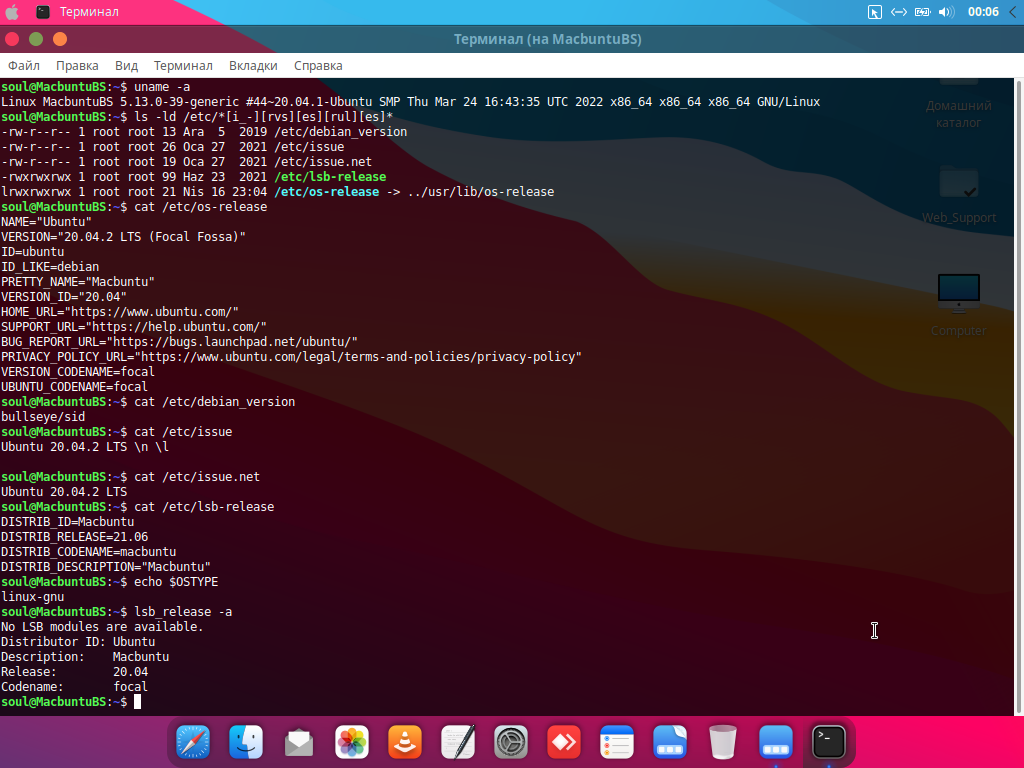 Терминал
00:06
Терминал (на MacbuntuBS)
Файл Правка Вид Терминал Вкладки Справка
soul@MacbuntuBS:~$ uname -a
Linux MacbuntuBS 5.13.0-39-generic #44~20.04.1-Ubuntu SMP Thu Mar 24 16:43:35 UTC 2022 x86_64 x86_64 x86_64 GNU/Linux
soul@MacbuntuBS:~$ ls -ld /etc/*[i_-][rvs][es][rul][es]*
-rw-r--r-- 1 root root 13 Ara  5  2019 /etc/debian_version
-rw-r--r-- 1 root root 26 Oca 27  2021 /etc/issue
-rw-r--r-- 1 root root 19 Oca 27  2021 /etc/issue.net
-rwxrwxrwx 1 root root 99 Haz 23  2021 /etc/lsb-release
lrwxrwxrwx 1 root root 21 Nis 16 23:04 /etc/os-release -> ../usr/lib/os-release
soul@MacbuntuBS:~$ cat /etc/os-release
NAME="Ubuntu"
VERSION="20.04.2 LTS (Focal Fossa)"
ID=ubuntu
ID_LIKE=debian
PRETTY_NAME="Macbuntu"
VERSION_ID="20.04"
HOME_URL="https://www.ubuntu.com/"
SUPPORT_URL="https://help.ubuntu.com/"
BUG_REPORT_URL="https://bugs.launchpad.net/ubuntu/"
PRIVACY_POLICY_URL="https://www.ubuntu.com/legal/terms-and-policies/privacy-policy"
VERSION_CODENAME=focal
UBUNTU_CODENAME=focal
soul@MacbuntuBS:~$ cat /etc/debian_version
bullseye/sid
soul@MacbuntuBS:~$ cat /etc/issue
Ubuntu 20.04.2 LTS \n \l
soul@MacbuntuBS:~$ cat /etc/issue.net
Ubuntu 20.04.2 LTS
soul@MacbuntuBS:~$ cat /etc/lsb-release
DISTRIB_ID=Macbuntu
DISTRIB_RELEASE=21.06
DISTRIB_CODENAME=macbuntu
DISTRIB_DESCRIPTION="Macbuntu"
soul@MacbuntuBS:~$ echo $OSTYPE
linux-gnu
soul@MacbuntuBS:~$ lsb_release -a
No LSB modules are available.
Distributor ID: Ubuntu
Description:    Macbuntu
Release:        20.04
Codename:       focal
soul@MacbuntuBS:~$
Домашний
каталог
Web_Support
Computer